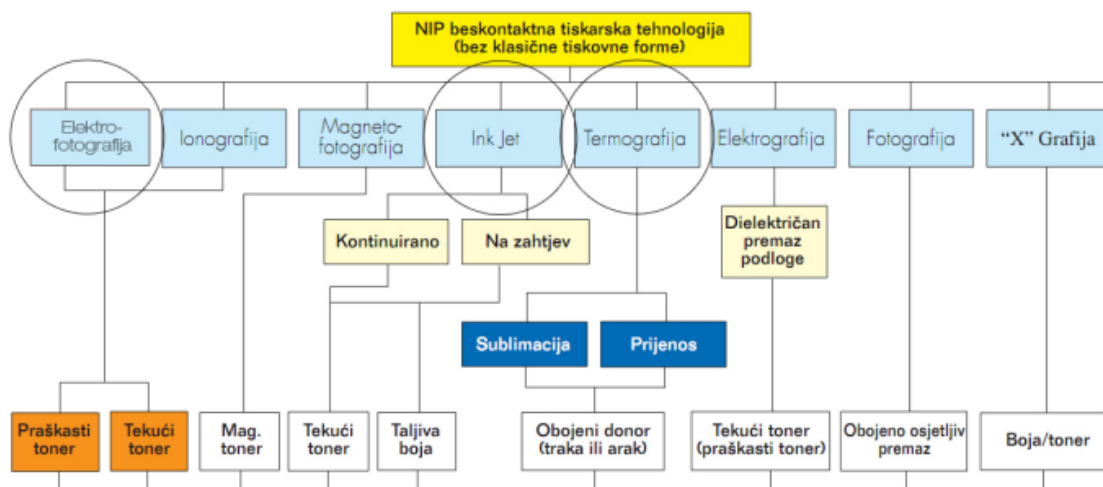 NIP beskontaktna tiskarska tehnologija
(bez klasične tiskovne forme)
Elektro-
fotografija
Ionografija
Magneto-
fotografija
Ink Jet
Termografija
Elektrografija
Fotografija
“X” Grafija
Kontinuirano
Na zahtjev
Dielektričan
premaz
podloge
Sublimacija
Prijenos
Praškasti
toner
Tekući
toner
Mag.
toner
Tekući
toner
Taljiva
boja
Obojeni donor
(traka ili arak)
Tekući toner
(praškasti toner)
Obojeno osjetljiv
premaz
Boja/toner